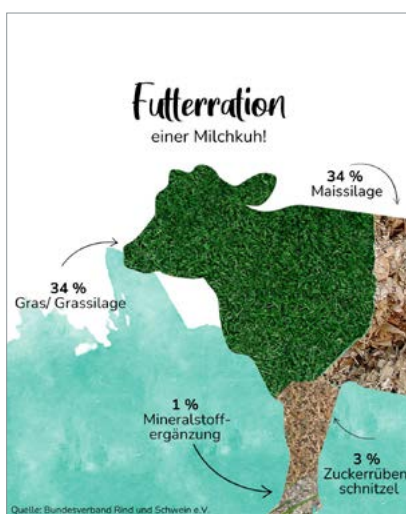 Futterration
einer Milchkuh!
34 %
Maissilage
34 %
Gras/ Grassilage
1 %
Mineralstoff-
ergänzung
3 %
Zuckerrüben
schnitzel
Quelle: Bundesverband Rind und Schwein e.V.